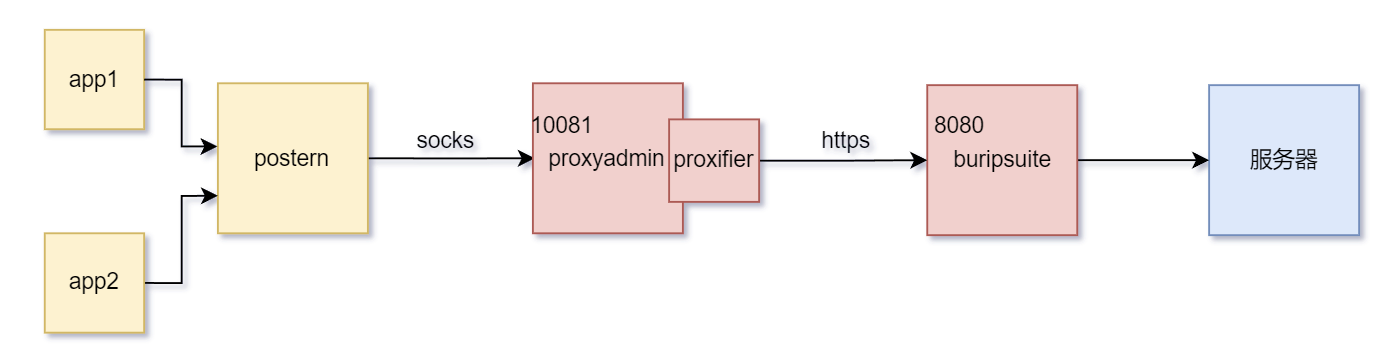 app1
app2
postern
socks
10081
proxyadmin
proxifier
https
8080
buripsuite
服务器